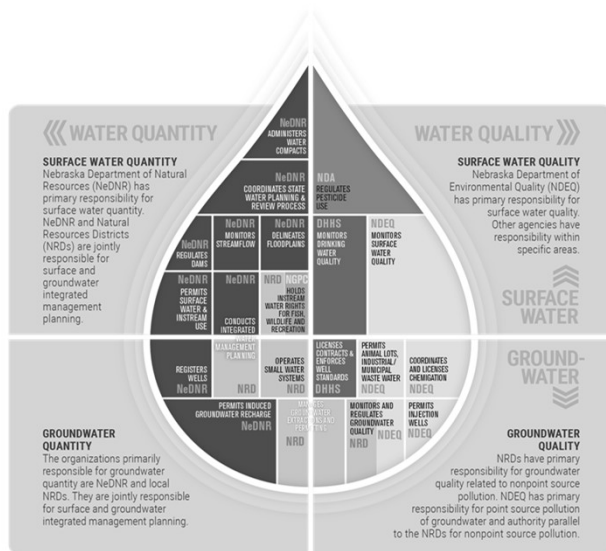 WATER QUANTITY
WATER QUALITY
SURFACE WATER QUANTITY
Nebraska Department of Natural
Resources (NeDNR) has
primary responsibility for
surface water quantity.
NeDNR and Natural
Resources Districts
(NRDs) are jointly
responsible for
surface and
groundwater
integrated
management
planning.
SURFACE WATER QUALITY
Nebraska Department of
Environmental Quality (NDEQ)
has primary responsibility for
surface water quality.
Other agencies have
responsibility within
specific areas.
SURFACE
WATER
NeDNR
ADMINISTERS
WATER
COMPACTS
NeDNR
COORDINATES STATE
WATER PLANNING &
REVIEW PROCESS
NDA
REGULATES
PESTICIDE
USE
NeDNR
REGULATES
DAMS
NeDNR
MONITORS
STREAMFLOW
NeDNR
DELINEATES
FLOODPLAINS
DHHS
MONITORS
DRINKING
WATER
QUALITY
NDEQ
MONITORS
SURFACE
WATER
QUALITY
NeDNR
PERMITS
SURFACE
WATER &
INSTREAM
USE
NeDNR
CONDUCTS
INTEGRATED
WATER
MANAGEMENT
PLANNING
NRD
NRD NGPC
HOLDS
INSTREAM
WATER RIGHTS
FOR FISH,
WILDLIFE AND
RECREATION
GROUND-
WATER
REGISTERS
WELLS
NeDNR
OPERATES
SMALL WATER
SYSTEMS
NRD
LICENSES
CONTRACTS &
ENFORCES
WELL
STANDARDS
DHHS
PERMITS
ANIMAL LOTS,
INDUSTRIAL/
MUNICIPAL
WASTE WATER
NDEQ
COORDINATES
AND LICENSES
CHEMIGATION
NDEQ
PERMITS INDUCED
GROUNDWATER RECHARGE
NeDNR
NRD
MANAGES
GROUNDWATER
EXTRACTIONS AND
PERMITTING
MONITORS AND
REGULATES
GROUNDWATER
QUALITY
NRD NDEQ
PERMITS
INJECTION
WELLS
NDEQ
GROUNDWATER
QUANTITY
The organizations primarily
responsible for groundwater
quantity are NeDNR and local
NRDs. They are jointly responsible
for surface and groundwater
integrated management planning.
GROUNDWATER
QUALITY
NRDs have primary
responsibility for groundwater
quality related to nonpoint source
pollution. NDEQ has primary
responsibility for point source pollution
of groundwater and authority parallel
to the NRDs for nonpoint source pollution.